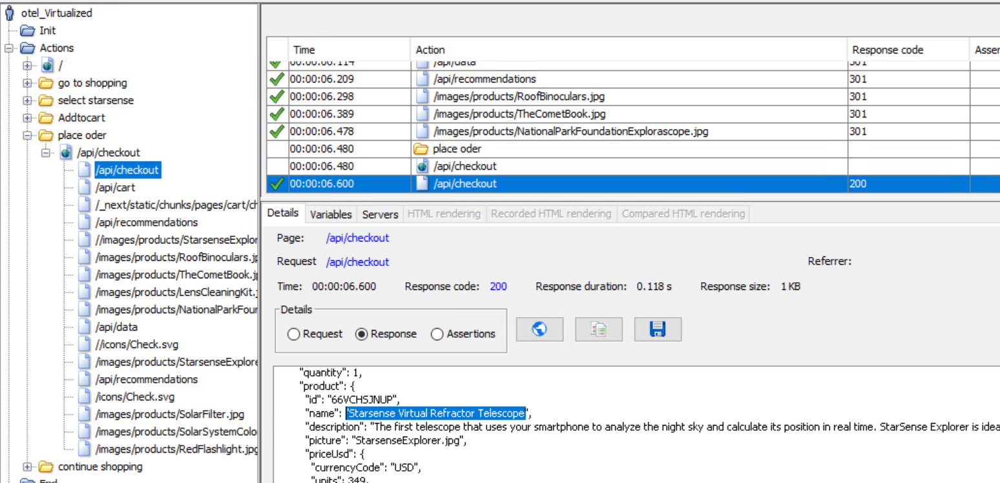 otel_Virtualized
Init
Actions
/
go to shopping
select starsense
Addtocart
place oder
/api/checkout
/api/checkout
/api/cart
/_next/static/chunks/pages/cart/ch
/api/recommendations
//images/products/StarsenseExplor
/images/products/RoofBinoculars.jp
/images/products/TheCometBook.j
/images/products/LensCleaningKit.
/images/products/NationalParkFour
/api/data
//icons/Check.svg
/images/products/StarsenseExplore
/api/recommendations
/icons/Check.svg
/images/products/SolarFilter.jpg
/images/products/SolarSystemColo
/images/products/RedFlashlight.jpg
continue shopping
End
Time Action Response code Asser
00:00:06.114 /api/data 301
00:00:06.209 /api/recommendations 301
00:00:06.298 /images/products/RoofBinoculars.jpg 301
00:00:06.389 /images/products/TheCometBook.jpg 301
00:00:06.478 /images/products/NationalParkFoundationExplorascope.jpg 301
00:00:06.480 place oder
00:00:06.480 /api/checkout
00:00:06.600 /api/checkout 200
Details Variables Servers HTML rendering Recorded HTML rendering Compared HTML rendering
Page: /api/checkout
Request /api/checkout Referrer:
Time: 00:00:06.600 Response code: 200 Response duration: 0.118 s Response size: 1 KB
Details
Request Response Assertions
"quantity": 1,
"product": {
"id": "66VCHSJNUP",
"name": "Starsense Virtual Refractor Telescope",
"description": "The first telescope that uses your smartphone to analyze the night sky and calculate its position in real time. StarSense Explorer is idea
"picture": "StarsenseExplorer.jpg",
"priceUsd": {
"currencyCode": "USD",
"units": 349,